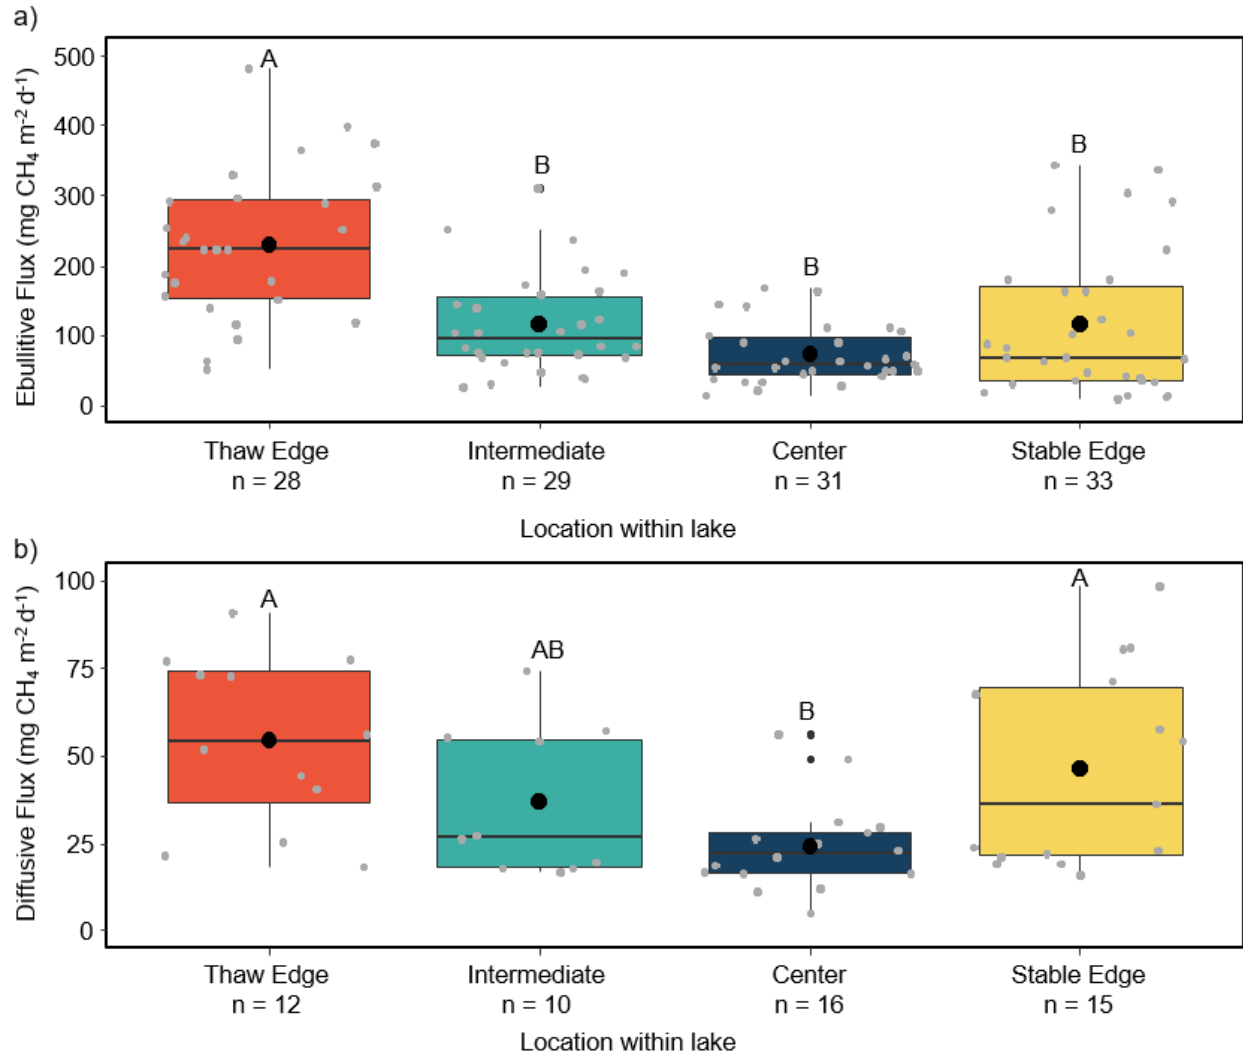 a)
Ebullitive Flux (mg CH₄ m⁻² d⁻¹)
500
400
300
200
100
0
A
B
B
B
Thaw Edge
n = 28
Intermediate
n = 29
Center
n = 31
Stable Edge
n = 33
Location within lake
b)
Diffusive Flux (mg CH₄ m⁻² d⁻¹)
100
75
50
25
0
A
AB
B
A
Thaw Edge
n = 12
Intermediate
n = 10
Center
n = 16
Stable Edge
n = 15
Location within lake